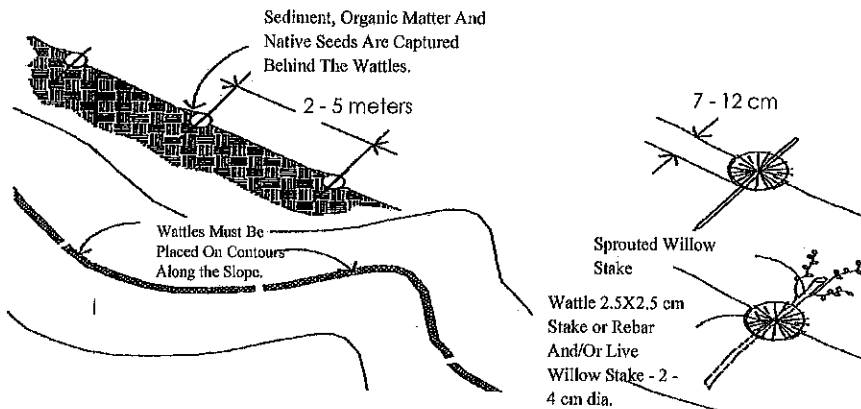 Sediment, Organic Matter And
Native Seeds Are Captured
Behind The Wattles.
2 - 5 meters
7 - 12 cm
Wattles Must Be
Placed On Contours
Along the Slope.
Sprouted Willow
Stake
Wattle 2.5X2.5 cm
Stake or Rebar
And/Or Live
Willow Stake - 2 -
4 cm dia.